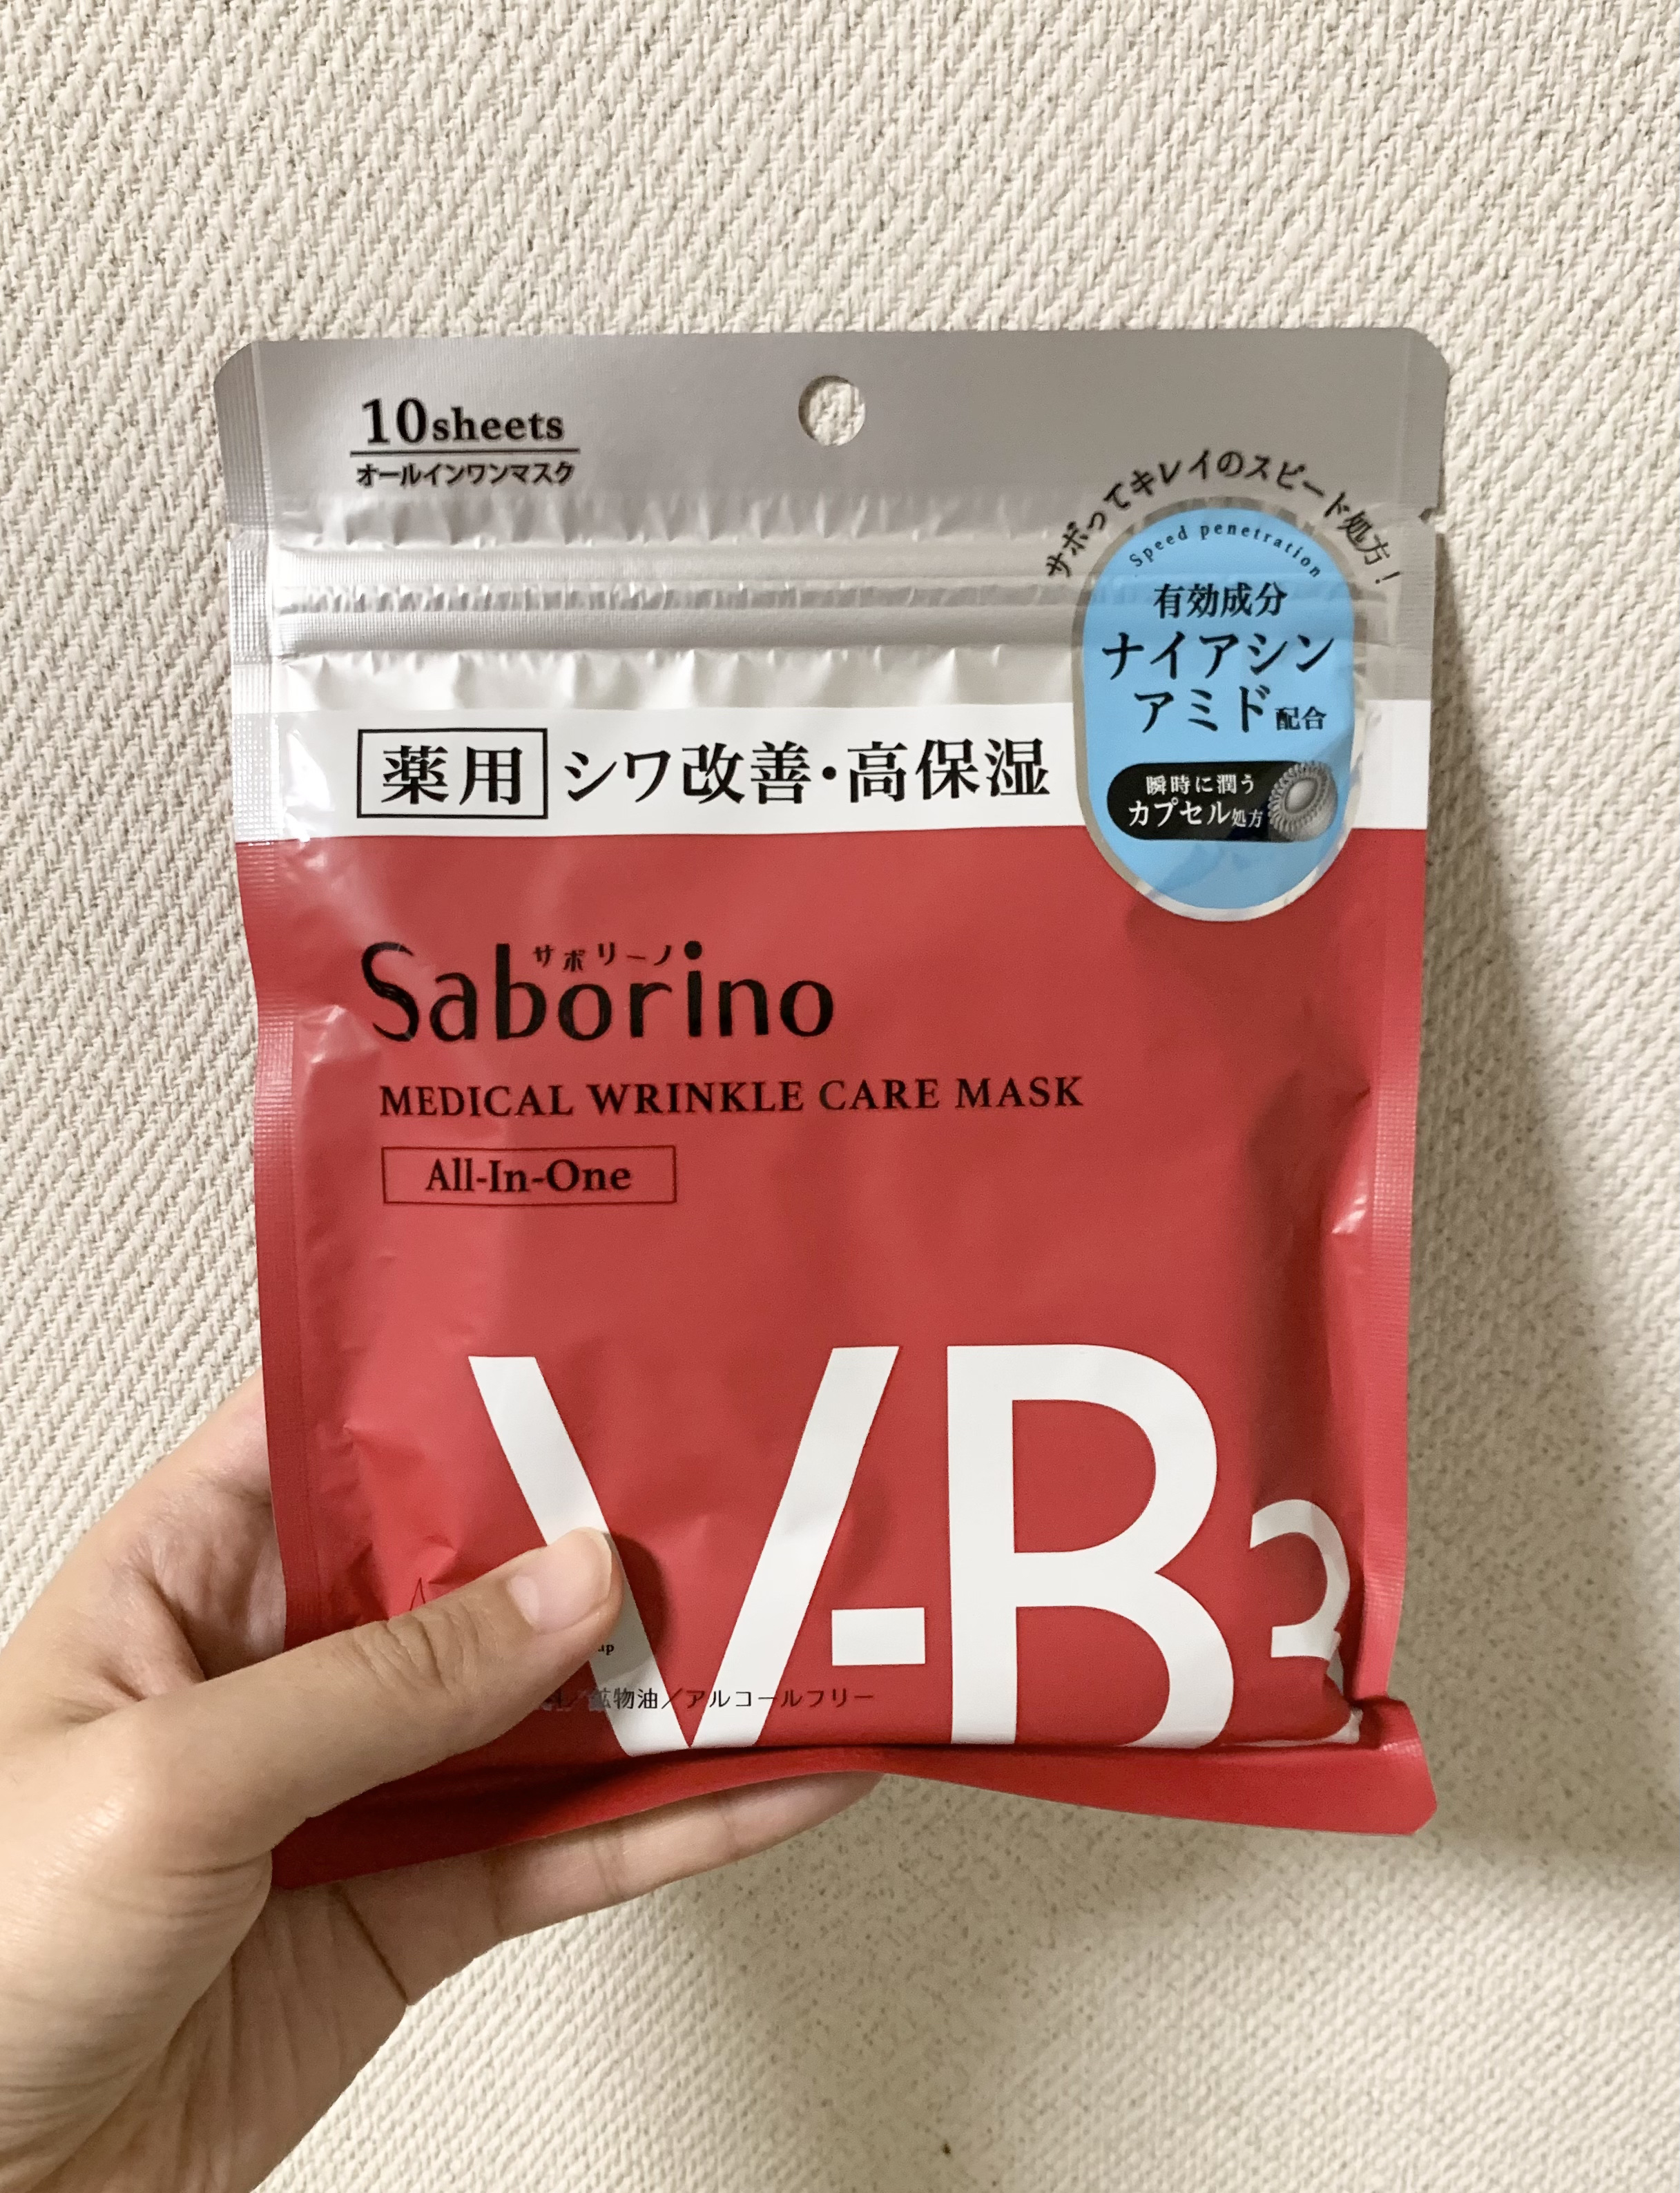 10sheets
オールインワンマスク
サボってキレイのスピード処方!
Speed penetration
有効成分
ナイアシン
アミド配合
瞬時に潤う
カプセル処方
薬用 シワ改善・高保湿
サボリーノ
Saborino
MEDICAL WRINKLE CARE MASK
All-In-One
V-B3
鉱物油/アルコールフリー